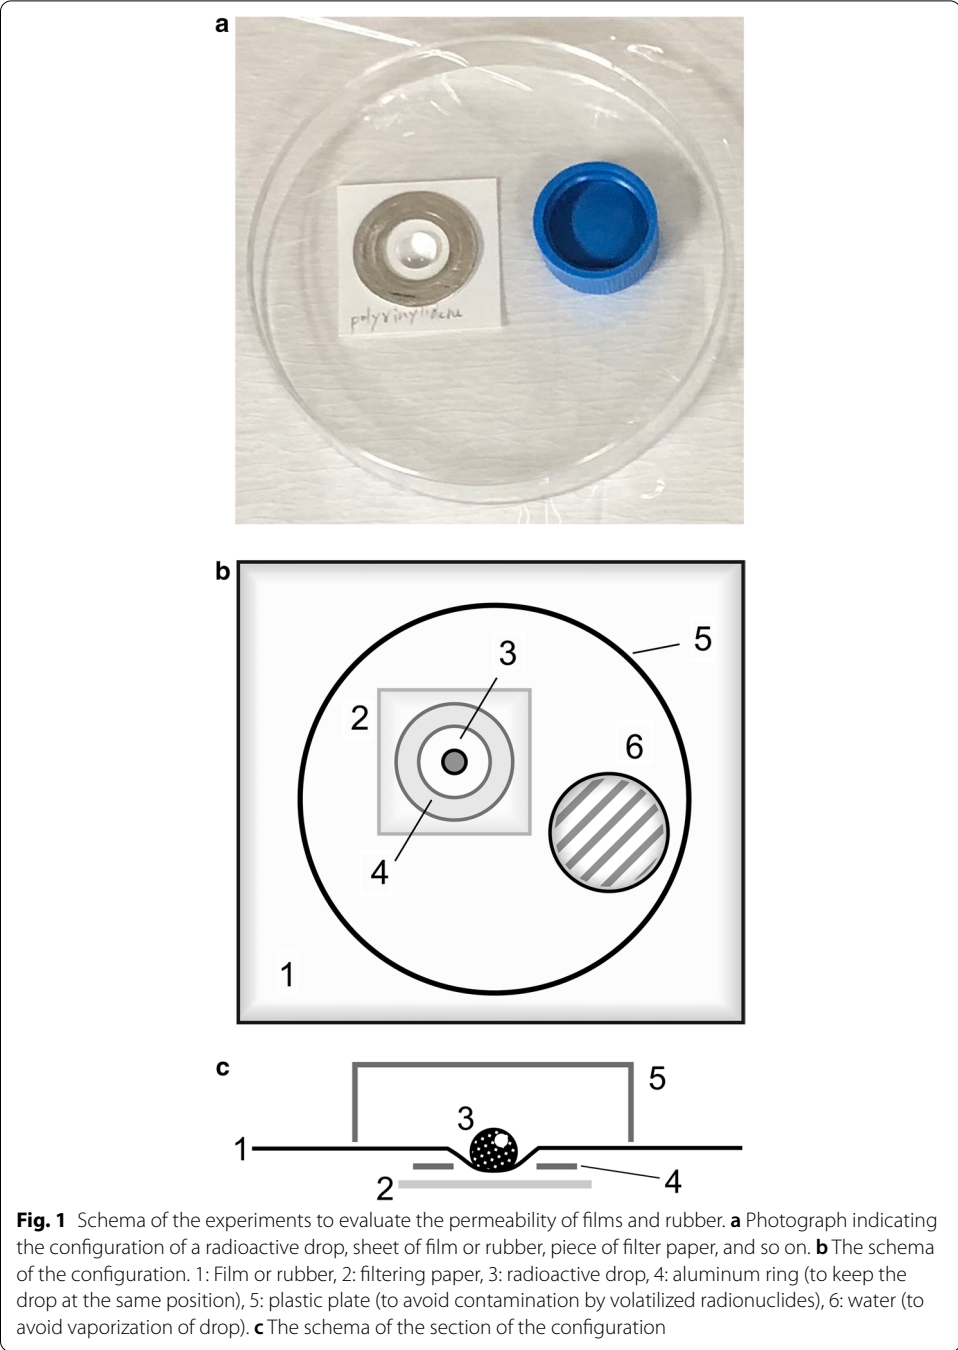 a
polyvinylidene
b
3
5
2
6
4
1
c
5
3
1
4
2
Fig. 1 Schema of the experiments to evaluate the permeability of films and rubber. a Photograph indicating
the configuration of a radioactive drop, sheet of film or rubber, piece of filter paper, and so on. b The schema
of the configuration. 1: Film or rubber, 2: filtering paper, 3: radioactive drop, 4: aluminum ring (to keep the
drop at the same position), 5: plastic plate (to avoid contamination by volatilized radionuclides), 6: water (to
avoid vaporization of drop). c The schema of the section of the configuration